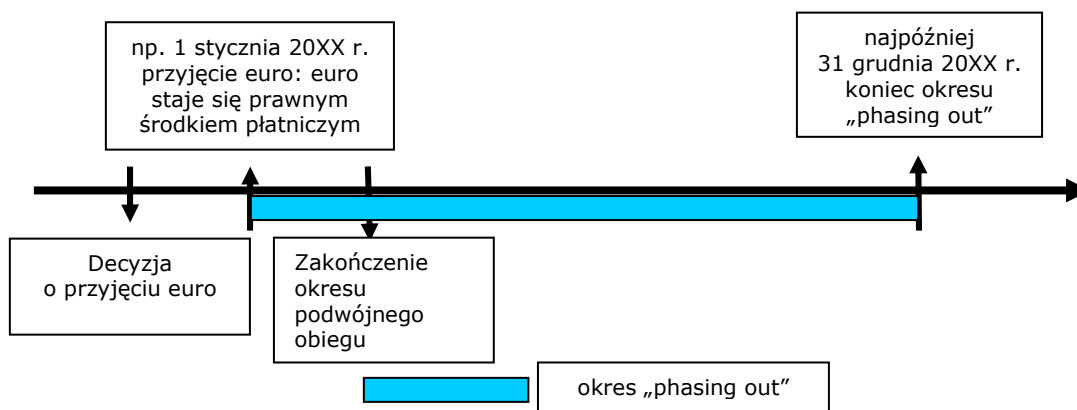 np. 1 stycznia 20XX r.
przyjęcie euro: euro
staje się prawnym
środkiem płatniczym
najpóźniej
31 grudnia 20XX r.
koniec okresu
„phasing out”
Decyzja
o przyjęciu euro
Zakończenie
okresu
podwójnego
obiegu
okres „phasing out”